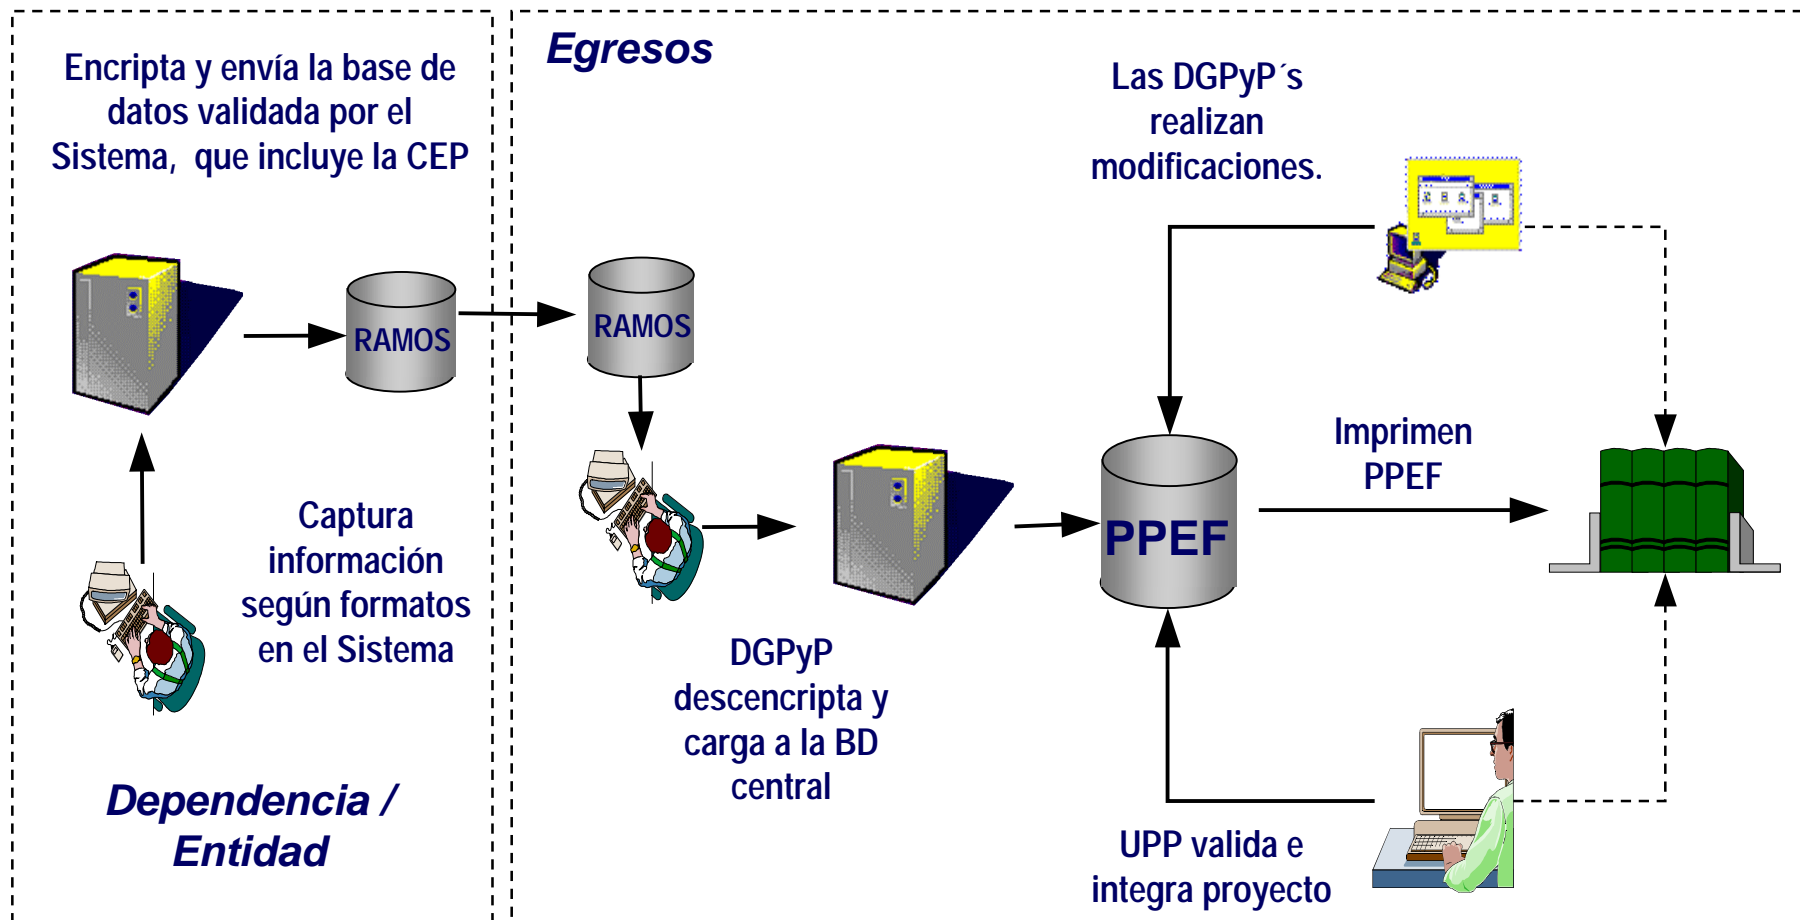 Encripta y envía la base de
datos validada por el
Sistema, que incluye la CEP
RAMOS
Captura
información
según formatos
en el Sistema
Dependencia /
Entidad
Egresos
RAMOS
DGPyP
descencripta y
carga a la BD
central
Las DGPyP´s
realizan
modificaciones.
PPEF
Imprimen
PPEF
UPP valida e
integra proyecto